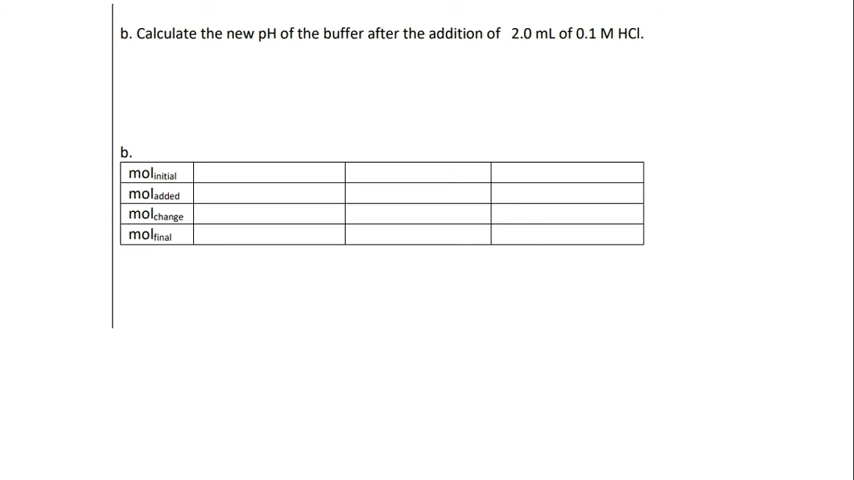 b. Calculate the new pH of the buffer after the addition of 2.0 mL of 0.1 M HCl.
b.
molinitial
moladded
molchange
molfinal